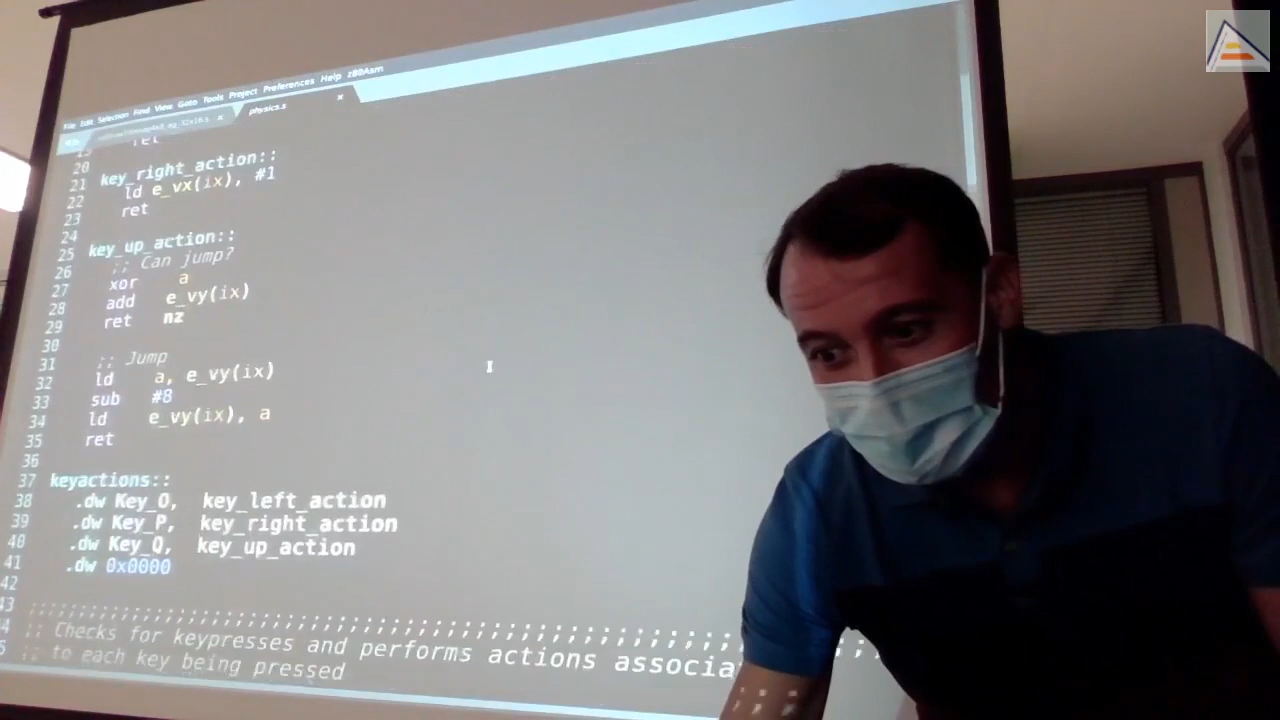 File Edit Selection Find View Goto Tools Project Preferences Help z80Asm
physics.s
19 ret
20
21 key_right_action::
22 ld e_vx(ix), #1
23 ret
24
25 key_up_action::
26 ;; Can jump?
27 xor a
28 add e_vy(ix)
29 ret nz
30
31 ;; Jump
32 ld a, e_vy(ix)
33 sub #8
34 ld e_vy(ix), a
35 ret
36
37 keyactions::
38 .dw Key_O, key_left_action
39 .dw Key_P, key_right_action
40 .dw Key_Q, key_up_action
41 .dw 0x0000
42
;; Checks for keypresses and performs actions associa
;; to each key being pressed